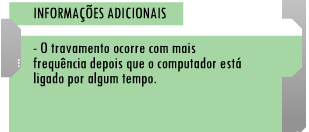 INFORMAÇÕES ADICIONAIS
- O travamento ocorre com mais
frequência depois que o computador está
ligado por algum tempo.